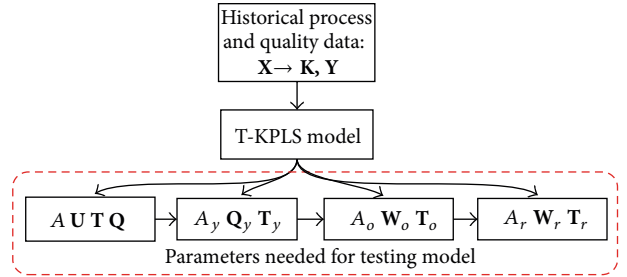 Historical process
and quality data:
X→ K, Y
T-KPLS model
A U T Q
A_y Q_y T_y
A_o W_o T_o
A_r W_r T_r
Parameters needed for testing model